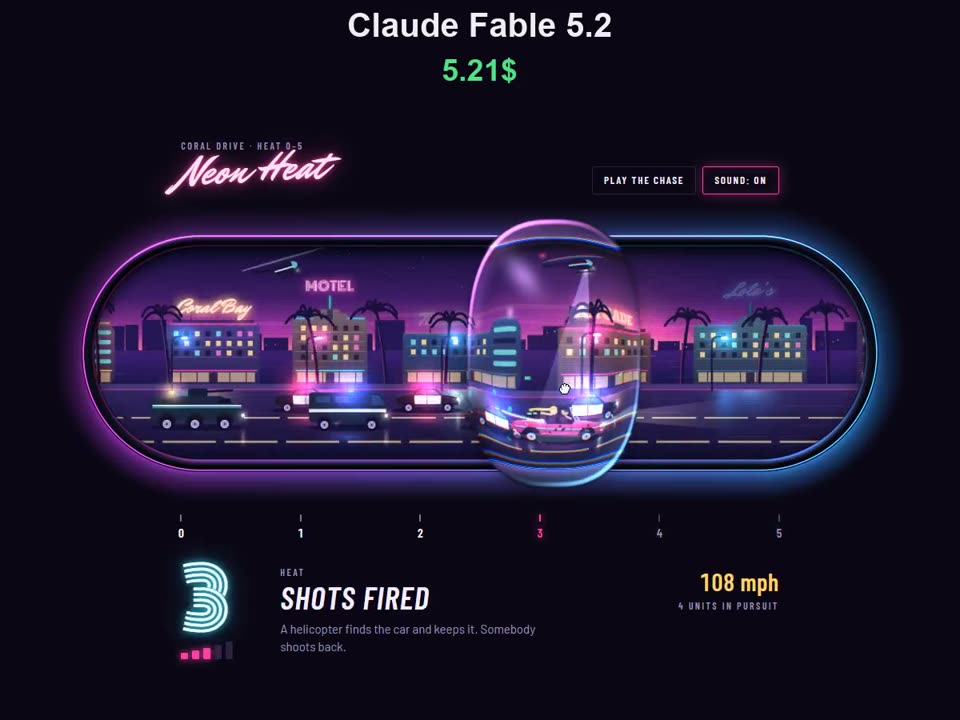 Claude Fable 5.2
5.21$
CORAL DRIVE · HEAT 0–5
Neon Heat
PLAY THE CHASE
SOUND: ON
MOTEL
Coral Bay
Lola's
0
1
2
3
4
5
3
HEAT
SHOTS FIRED
A helicopter finds the car and keeps it. Somebody
shoots back.
108 mph
4 UNITS IN PURSUIT